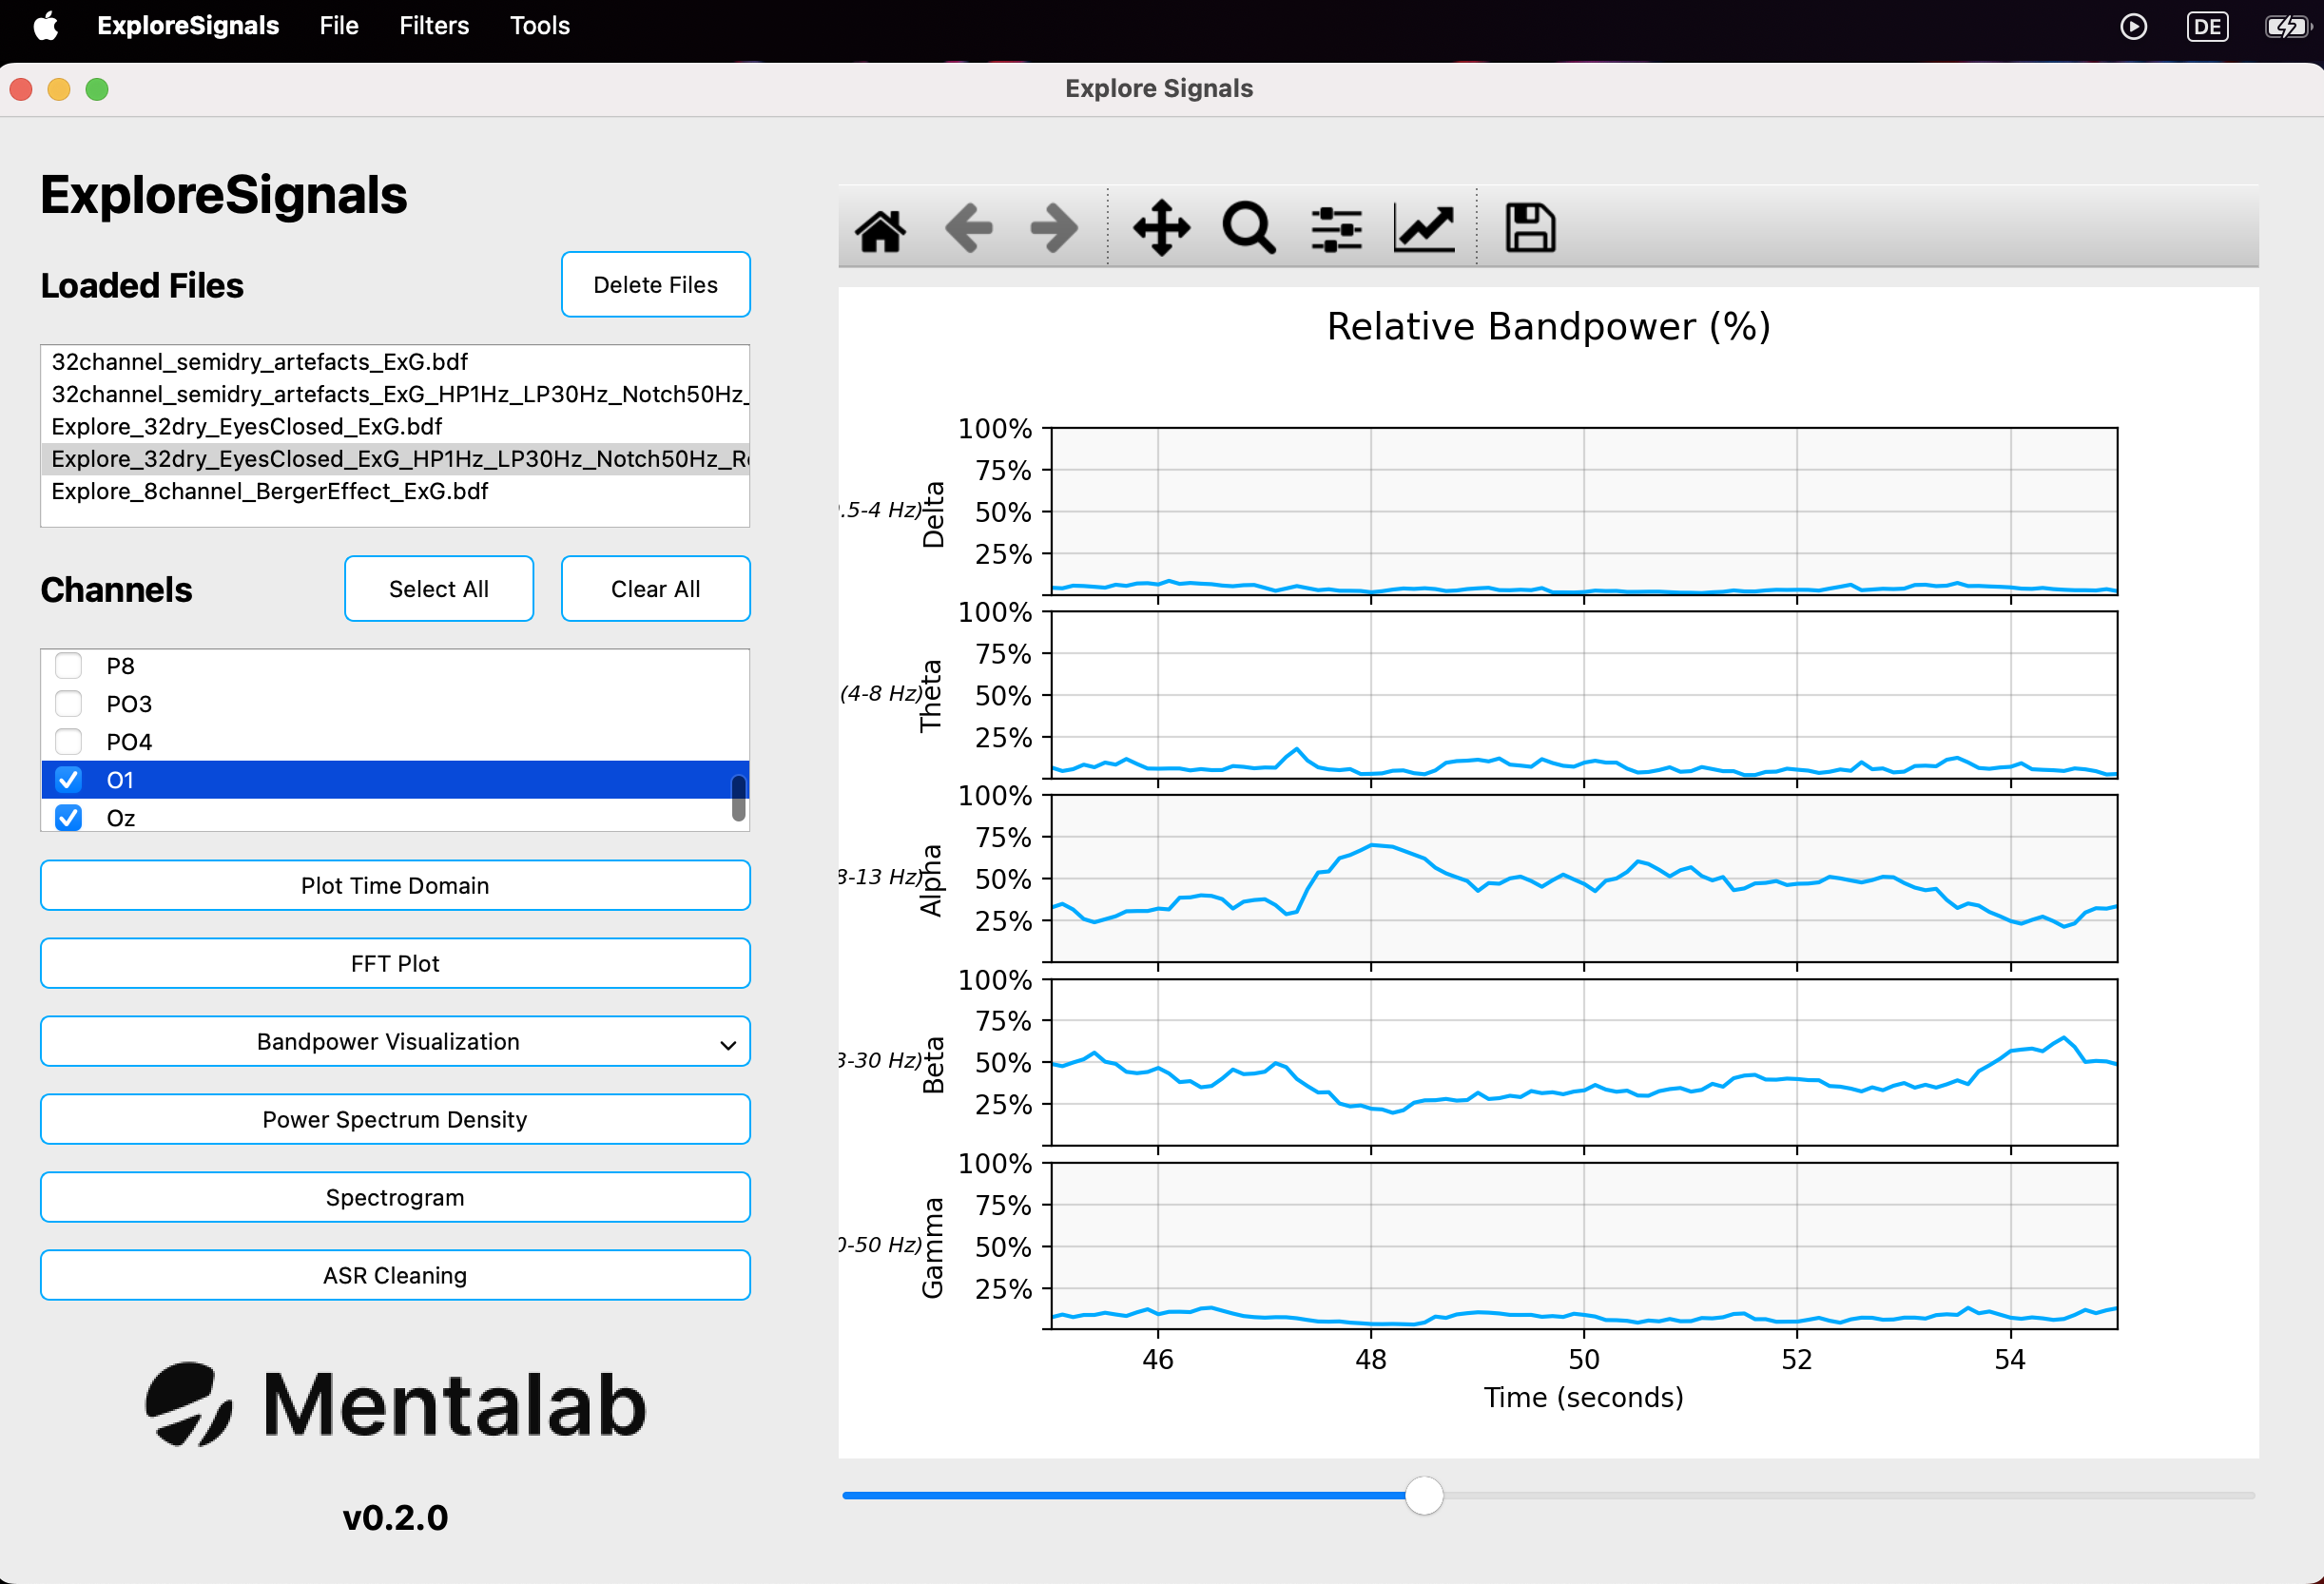 ExploreSignals File Filters Tools DE
Explore Signals
ExploreSignals
Loaded Files Delete Files
32channel_semidry_artefacts_ExG.bdf
32channel_semidry_artefacts_ExG_HP1Hz_LP30Hz_Notch50Hz_
Explore_32dry_EyesClosed_ExG.bdf
Explore_32dry_EyesClosed_ExG_HP1Hz_LP30Hz_Notch50Hz_Re
Explore_8channel_BergerEffect_ExG.bdf
Channels Select All Clear All
P8
PO3
PO4
O1
Oz
Plot Time Domain
FFT Plot
Bandpower Visualization
Power Spectrum Density
Spectrogram
ASR Cleaning
Mentalab
v0.2.0
Relative Bandpower (%)
100%
75%
50%
25%
.5-4 Hz)
Delta
100%
75%
50%
25%
(4-8 Hz)
Theta
100%
75%
50%
25%
8-13 Hz)
Alpha
100%
75%
50%
25%
3-30 Hz)
Beta
100%
75%
50%
25%
0-50 Hz)
Gamma
46 48 50 52 54
Time (seconds)